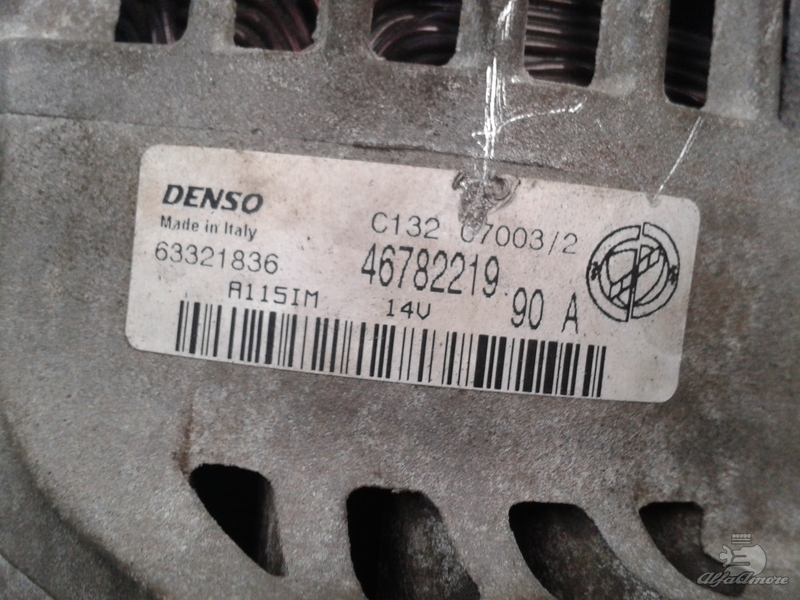 DENSO
Made in Italy
C132 07003/2
63321836
46782219
A115IM
14V
90 A
AlfaAmore